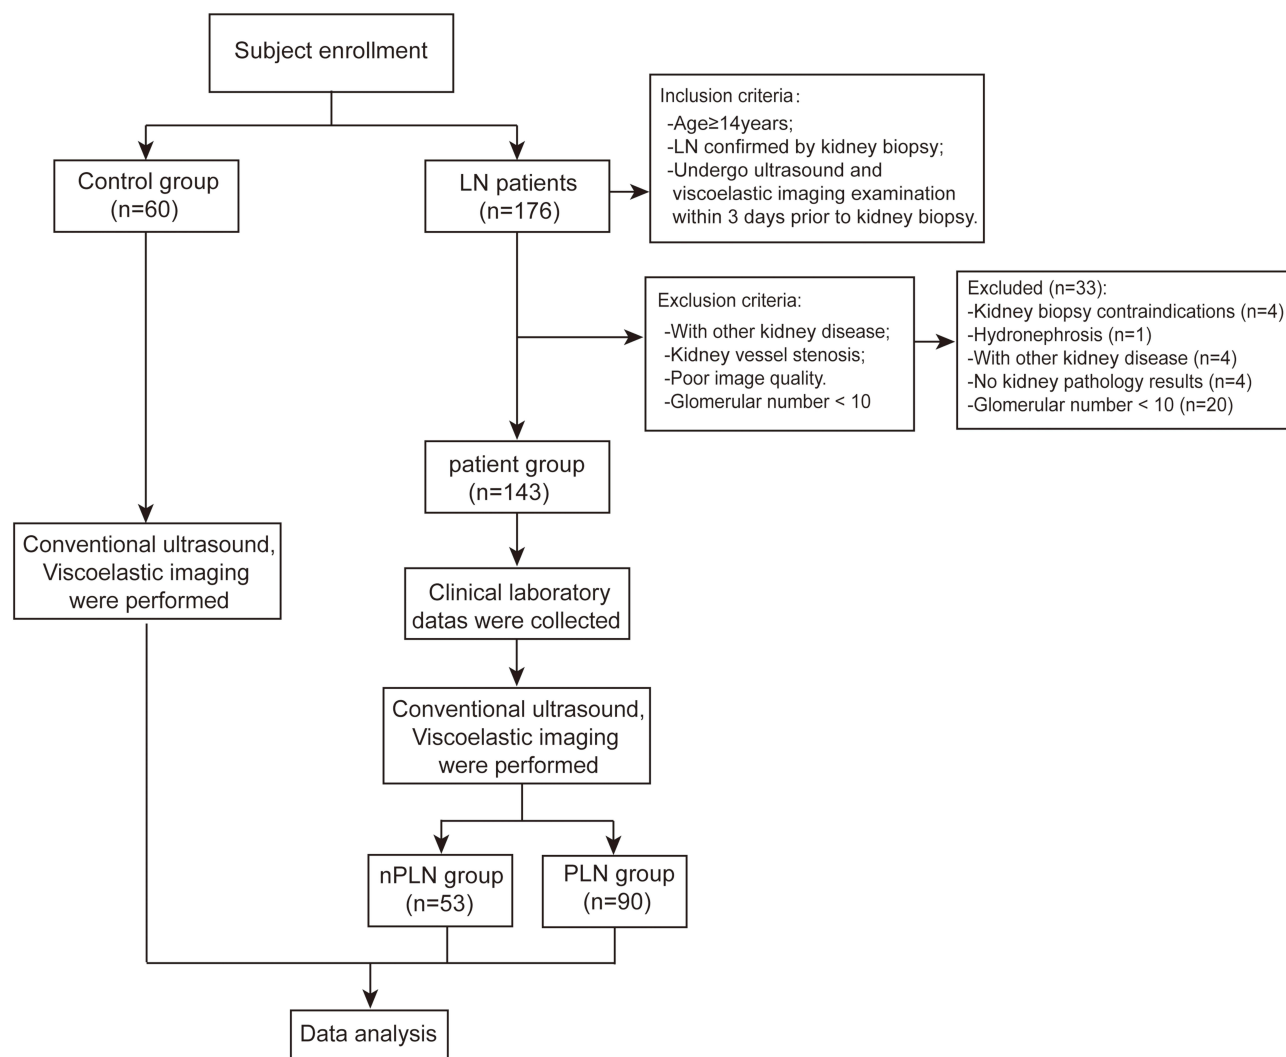 Subject enrollment
Control group
(n=60)
LN patients
(n=176)
Inclusion criteria:
-Age≥14years;
-LN confirmed by kidney biopsy;
-Undergo ultrasound and
viscoelastic imaging examination
within 3 days prior to kidney biopsy.
Exclusion criteria:
-With other kidney disease;
-Kidney vessel stenosis;
-Poor image quality.
-Glomerular number < 10
Excluded (n=33):
-Kidney biopsy contraindications (n=4)
-Hydronephrosis (n=1)
-With other kidney disease (n=4)
-No kidney pathology results (n=4)
-Glomerular number < 10 (n=20)
patient group
(n=143)
Conventional ultrasound,
Viscoelastic imaging
were performed
Clinical laboratory
datas were collected
Conventional ultrasound,
Viscoelastic imaging
were performed
nPLN group
(n=53)
PLN group
(n=90)
Data analysis